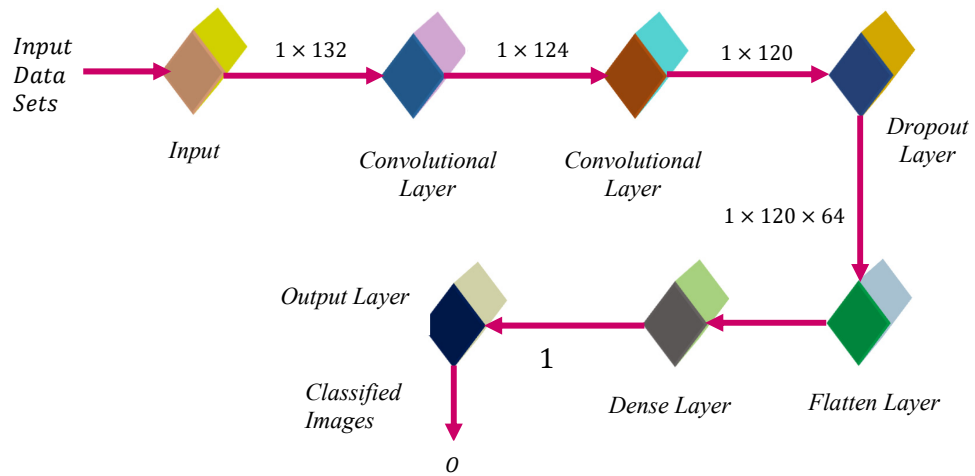 Input
Data
Sets
1 × 132
1 × 124
1 × 120
Input
Convolutional
Layer
Convolutional
Layer
Dropout
Layer
1 × 120 × 64
Output Layer
1
Classified
Images
Dense Layer
Flatten Layer
O